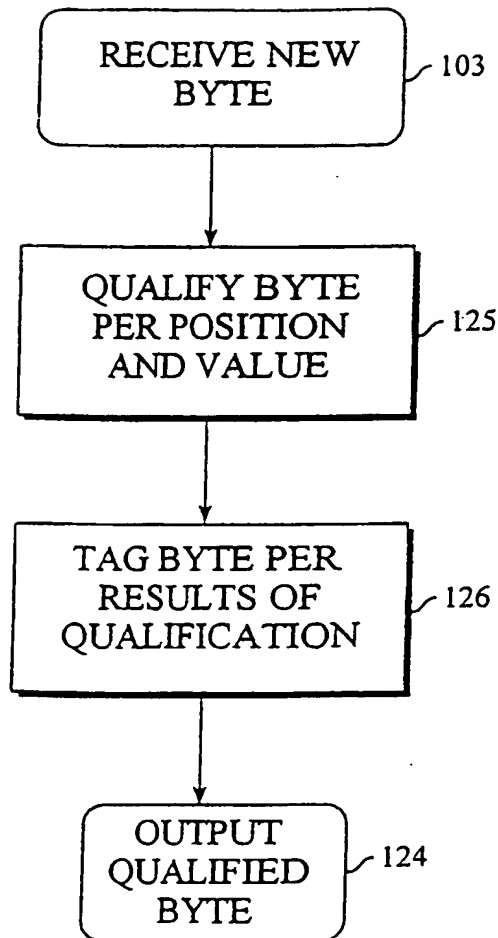 RECEIVE NEW
BYTE
103
QUALIFY BYTE
PER POSITION
AND VALUE
125
TAG BYTE PER
RESULTS OF
QUALIFICATION
126
OUTPUT
QUALIFIED
BYTE
124